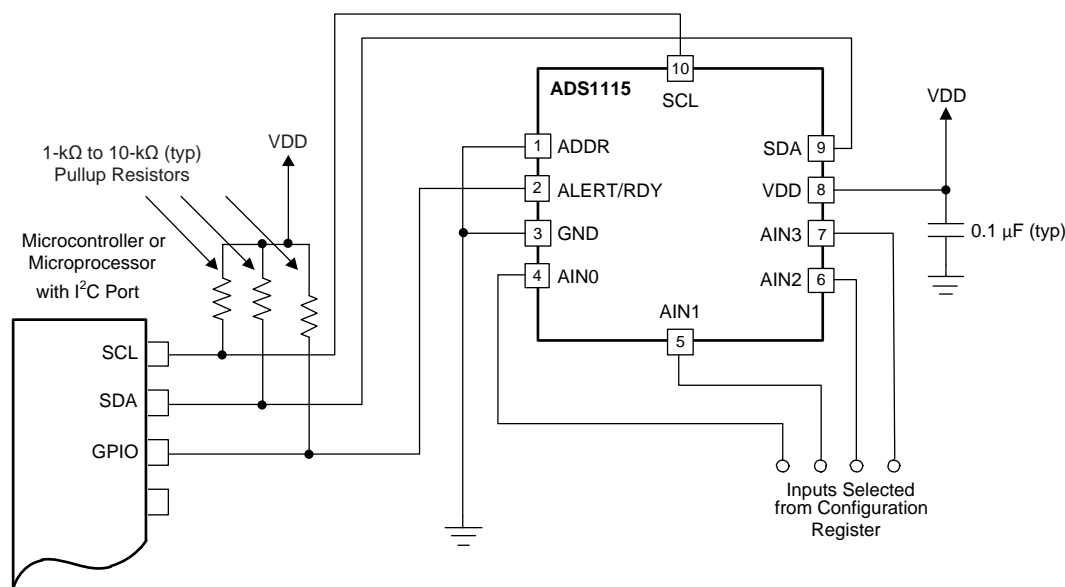 10
ADS1115
SCL
VDD
1
ADDR
SDA
9
VDD
1-kΩ to 10-kΩ (typ)
Pullup Resistors
2
ALERT/RDY
VDD
8
3
GND
AIN3
7
0.1 µF (typ)
Microcontroller or
Microprocessor
with I²C Port
4
AIN0
AIN2
6
AIN1
5
SCL
SDA
GPIO
Inputs Selected
from Configuration
Register